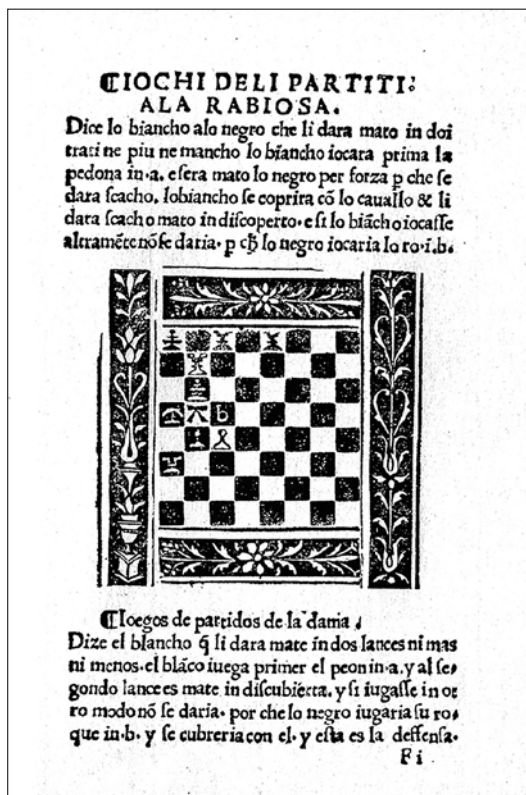 ⁋IOCHI DELI PARTITI:
ALA RABIOSA.
Dice lo biancho alo negro che li dara mato in doi
trati ne piu ne mancho lo biancho iocara prima la
pedona in.a. e sera mato lo negro per forza p che se
dara scacho. lobiancho se coprira cō lo cauallo & li
dara scacho mato in discoperto. e si lo biācho iocasse
altramēte nō se daria. p ch̄ lo negro iocaria lo ro.i.b.
b
⁋Ioegos de partidos de la dama.
Dize el blancho q̄ li dara mate in dos lances ni mas
ni menos. el blāco iuega primer el peon in.a. y al se,
gondo lance es mate in discubierta. y si iugasse in ot
ro modo nō se daria. por che lo negro iugaria su ro,
que in.b. y se cubreria con el. y esta es la deffensa.
F i